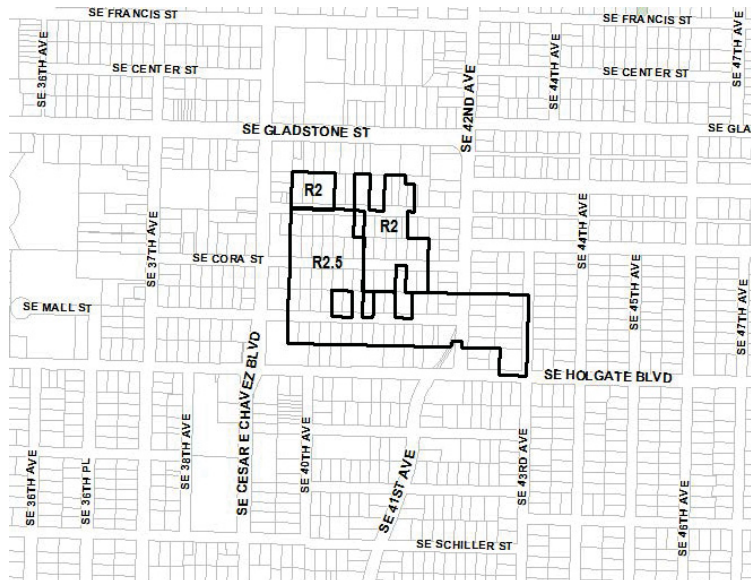 SE FRANCIS ST
SE FRANCIS ST
SE 36TH AVE
SE CENTER ST
SE 42ND AVE
SE 44TH AVE
SE CENTER ST
SE 47TH AVE
SE GLADSTONE ST
SE GLA
R2
R2
SE 37TH AVE
SE CORA ST
R2.5
SE 44TH AVE
SE 45TH AVE
SE 47TH AVE
SE MALL ST
SE CESAR E CHAVEZ BLVD
SE HOLGATE BLVD
SE 36TH AVE
SE 36TH PL
SE 38TH AVE
SE 40TH AVE
SE 41ST AVE
SE 43RD AVE
SE 46TH AVE
SE SCHILLER ST